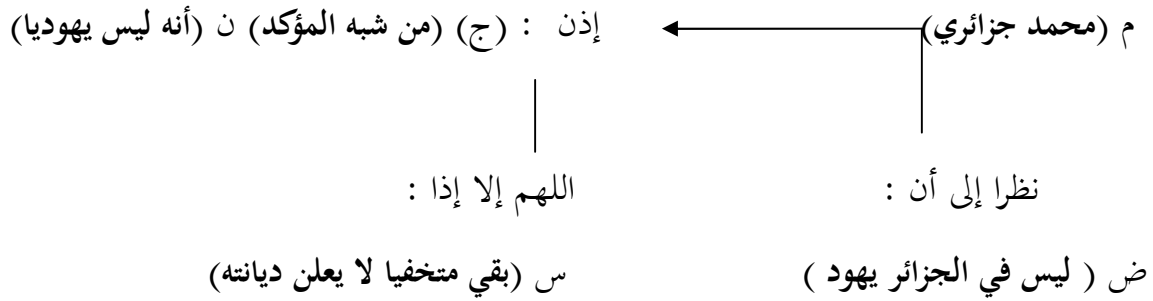 م (محمد جزائري) إذن : (ج) (من شبه المؤكد) ن (أنه ليس يهوديا)
نظرا إلى أن : اللهم إلا إذا :
ض ( ليس في الجزائر يهود ) س (بقي متخفيا لا يعلن ديانته)